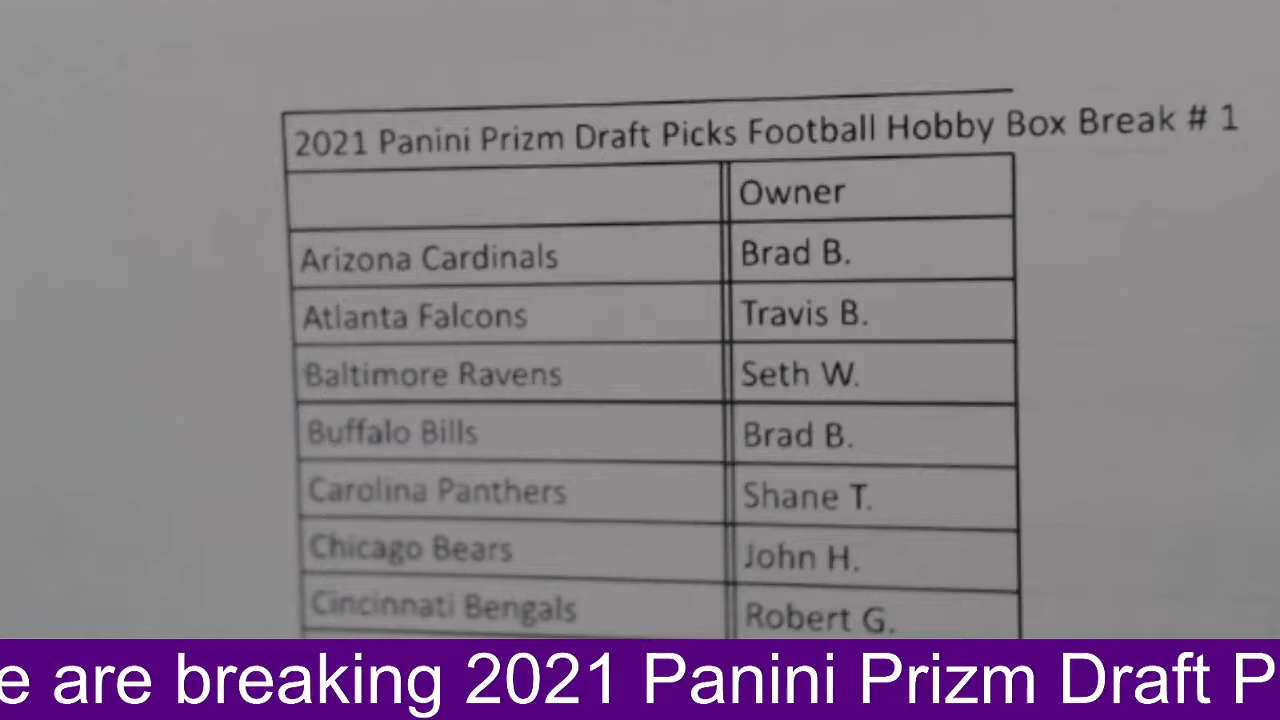 2021 Panini Prizm Draft Picks Football Hobby Box Break # 1
Owner
Arizona Cardinals Brad B.
Atlanta Falcons Travis B.
Baltimore Ravens Seth W.
Buffalo Bills Brad B.
Carolina Panthers Shane T.
Chicago Bears John H.
Cincinnati Bengals Robert G.
e are breaking 2021 Panini Prizm Draft P